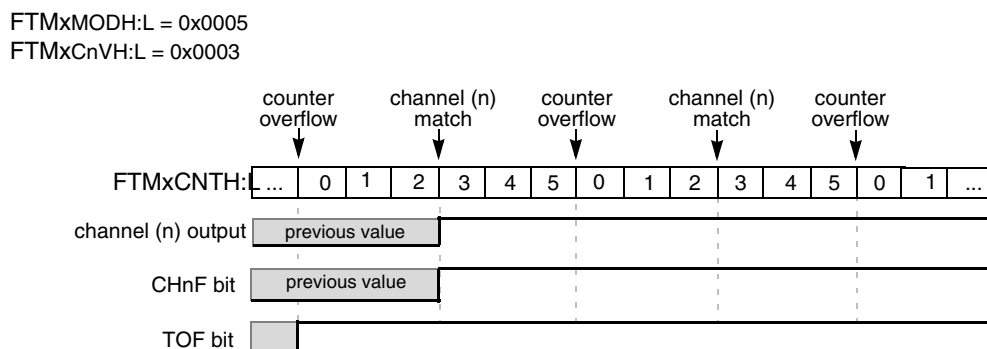 FTMxMODH:L = 0x0005
FTMxCnVH:L = 0x0003
counter overflow
channel (n) match
counter overflow
channel (n) match
counter overflow
FTMxCNTH:L ... 0 1 2 3 4 5 0 1 2 3 4 5 0 1 ...
channel (n) output previous value
CHnF bit previous value
TOF bit